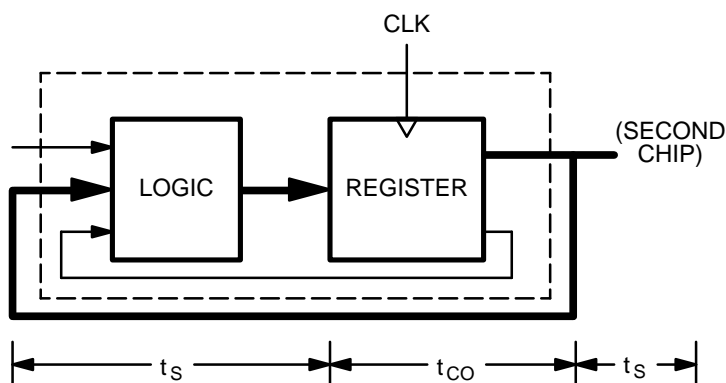 CLK
(SECOND
CHIP)
LOGIC
REGISTER
tS
tCO
tS